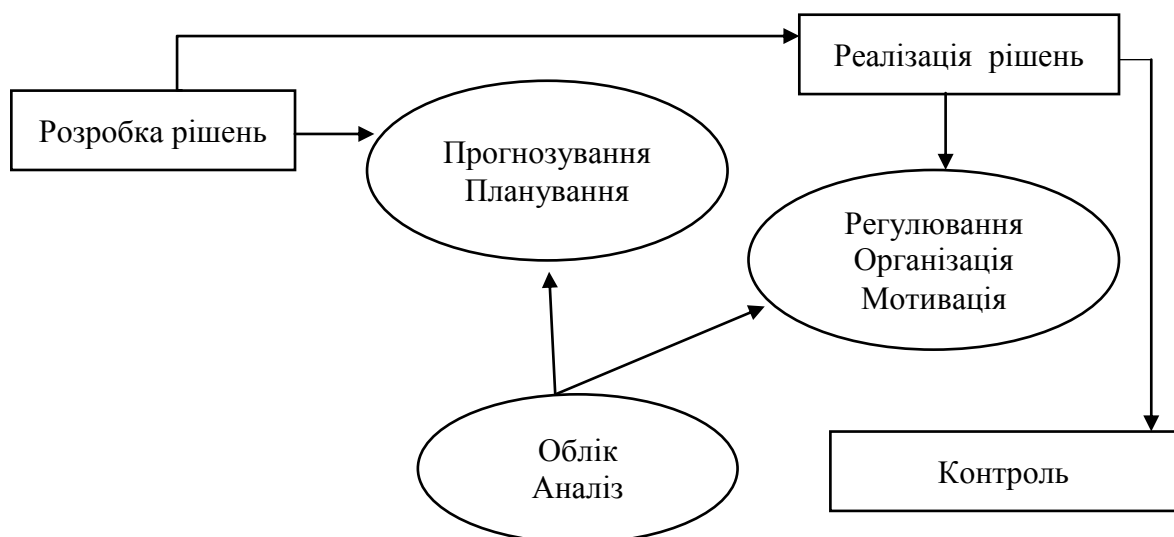 Реалізація рішень
Розробка рішень
Прогнозування
Планування
Регулювання
Організація
Мотивація
Облік
Аналіз
Контроль